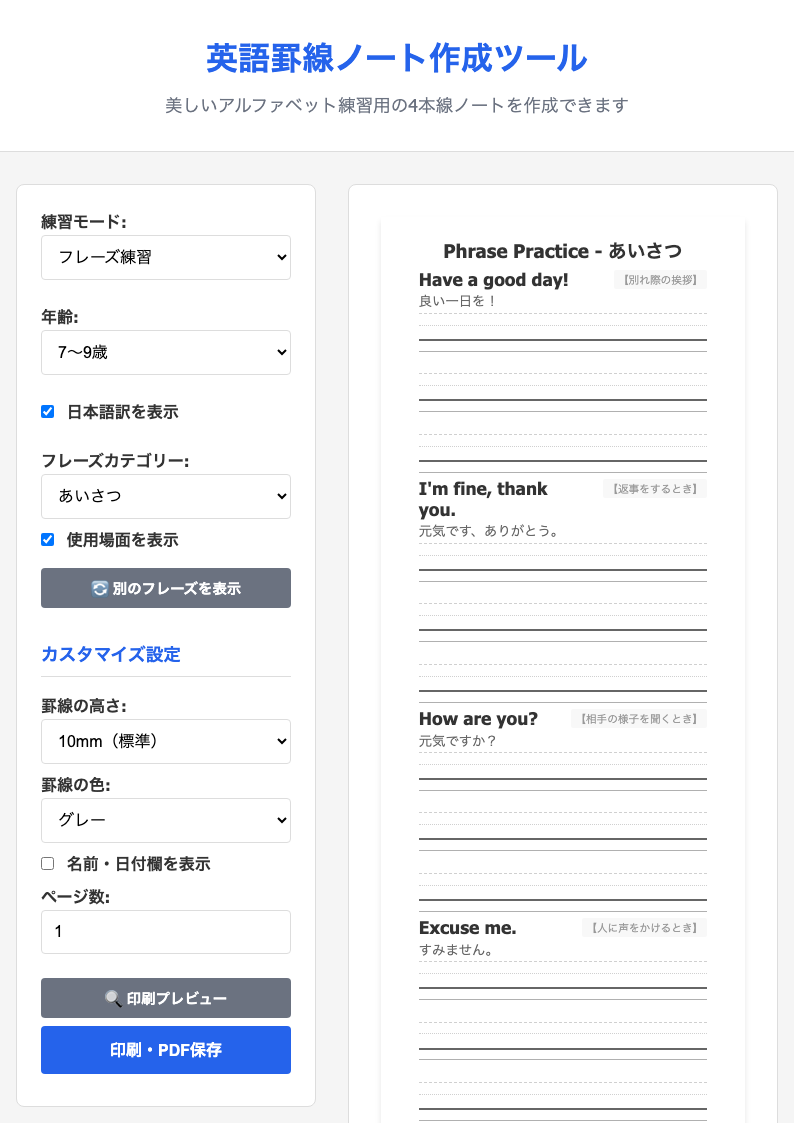 英語罫線ノート作成ツール
美しいアルファベット練習用の4本線ノートを作成できます
練習モード:
フレーズ練習
年齢:
7〜9歳
日本語訳を表示
フレーズカテゴリー:
あいさつ
使用場面を表示
🔄 別のフレーズを表示
カスタマイズ設定
罫線の高さ:
10mm（標準）
罫線の色:
グレー
名前・日付欄を表示
ページ数:
1
🔍 印刷プレビュー
印刷・PDF保存
Phrase Practice - あいさつ
Have a good day! 【別れ際の挨拶】
良い一日を！
I'm fine, thank 【返事をするとき】
you.
元気です、ありがとう。
How are you? 【相手の様子を聞くとき】
元気ですか？
Excuse me. 【人に声をかけるとき】
すみません。